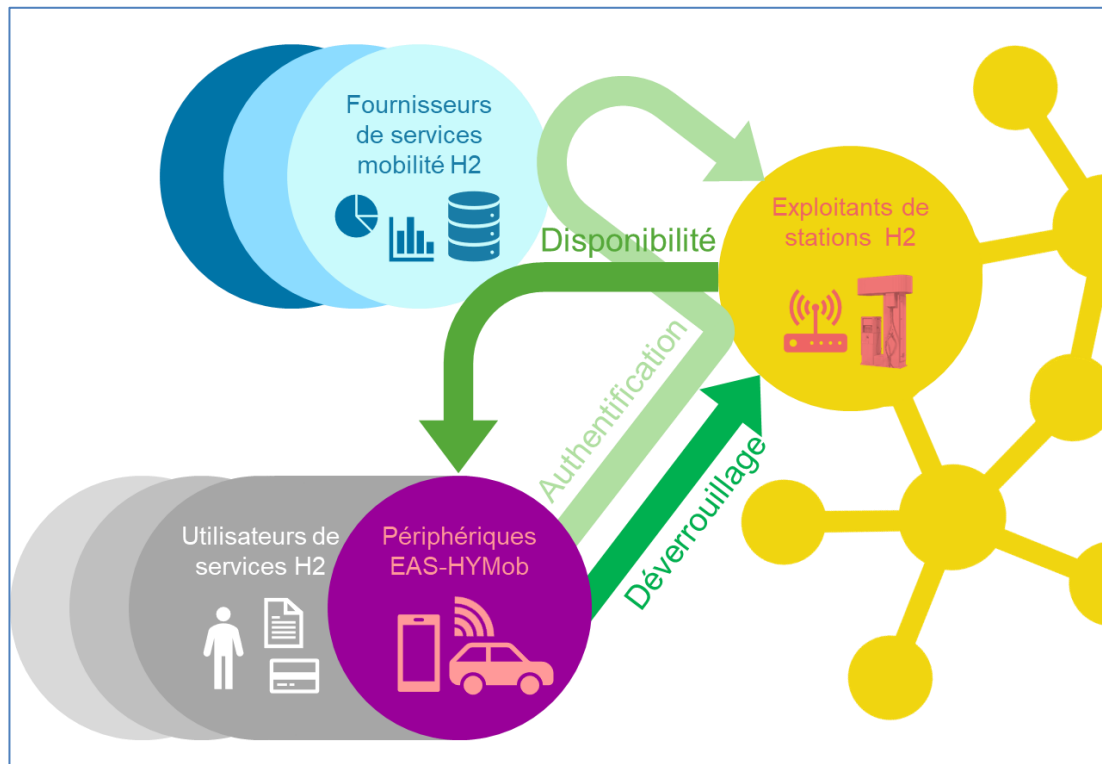 Fournisseurs
de services
mobilité H2
Disponibilité
Exploitants de
stations H2
Authentification
Déverrouillage
Utilisateurs de
services H2
Périphériques
EAS-HYMob